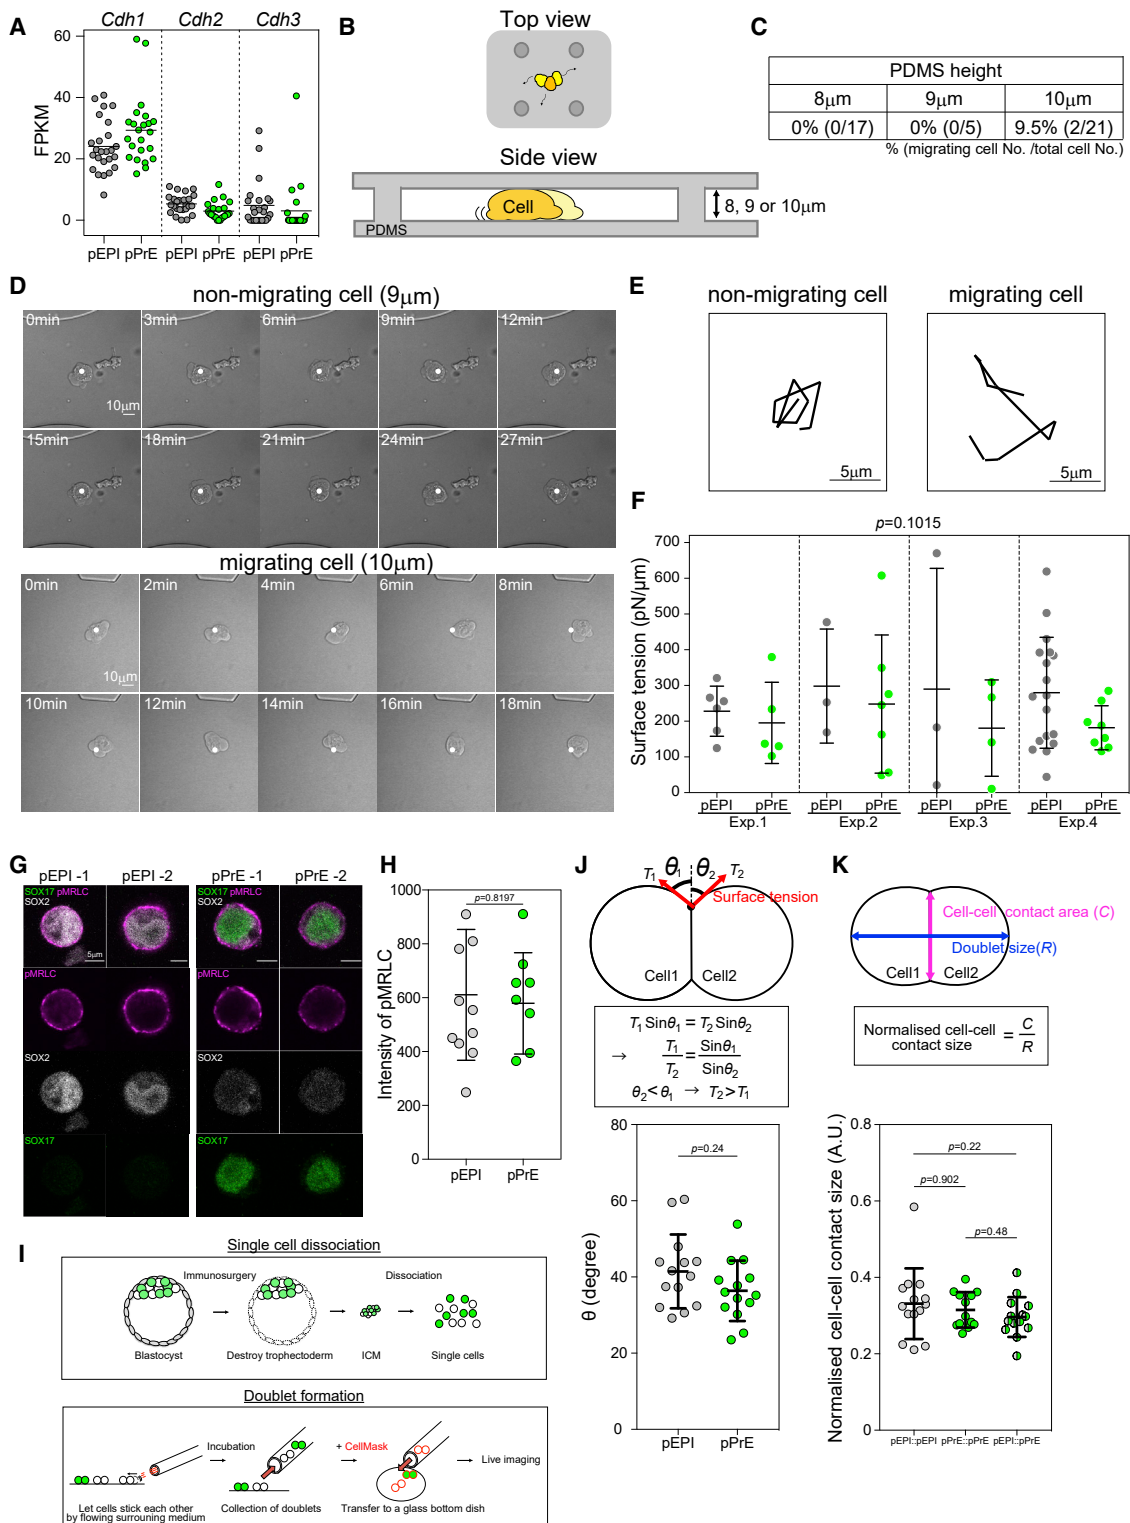 A
Cdh1 Cdh2 Cdh3
FPKM
60
40
20
0
pEPI pPrE pEPI pPrE pEPI pPrE
B
Top view
Side view
Cell
PDMS
8, 9 or 10μm
C
PDMS height
8μm 9μm 10μm
0% (0/17) 0% (0/5) 9.5% (2/21)
% (migrating cell No. /total cell No.)
D
non-migrating cell (9μm)
0min 3min 6min 9min 12min
10μm
15min 18min 21min 24min 27min
migrating cell (10μm)
0min 2min 4min 6min 8min
10μm
10min 12min 14min 16min 18min
E
non-migrating cell migrating cell
5μm 5μm
F
p=0.1015
Surface tension (pN/μm)
700
600
500
400
300
200
100
0
pEPI pPrE pEPI pPrE pEPI pPrE pEPI pPrE
Exp.1 Exp.2 Exp.3 Exp.4
G
pEPI -1 pEPI -2 pPrE -1 pPrE -2
SOX17 pMRLC SOX17 pMRLC
SOX2 SOX2
5μm
pMRLC pMRLC
SOX2 SOX2
SOX17 SOX17
H
Intensity of pMRLC
1000
800
600
400
200
0
p=0.8197
pEPI pPrE
I
Single cell dissociation
Immunosurgery Dissociation
Blastocyst Destroy trophectoderm ICM Single cells
Doublet formation
Incubation + CellMask Live imaging
Let cells stick each other
by flowing surrouning medium
Collection of doublets Transfer to a glass bottom dish
J
T1 θ1 θ2 T2
Surface tension
Cell1 Cell2
T1 Sinθ1 = T2 Sinθ2
→ T1/T2 = Sinθ1/Sinθ2
θ2<θ1 → T2>T1
θ (degree)
80
60
40
20
0
p=0.24
pEPI pPrE
K
Cell-cell contact area (C)
Doublet size(R)
Cell1 Cell2
Normalised cell-cell
contact size = C/R
Normalised cell-cell contact size (A.U.)
0.8
0.6
0.4
0.2
0
p=0.22
p=0.902
p=0.48
pEPI::pEPI pPrE::pPrE pEPI::pPrE